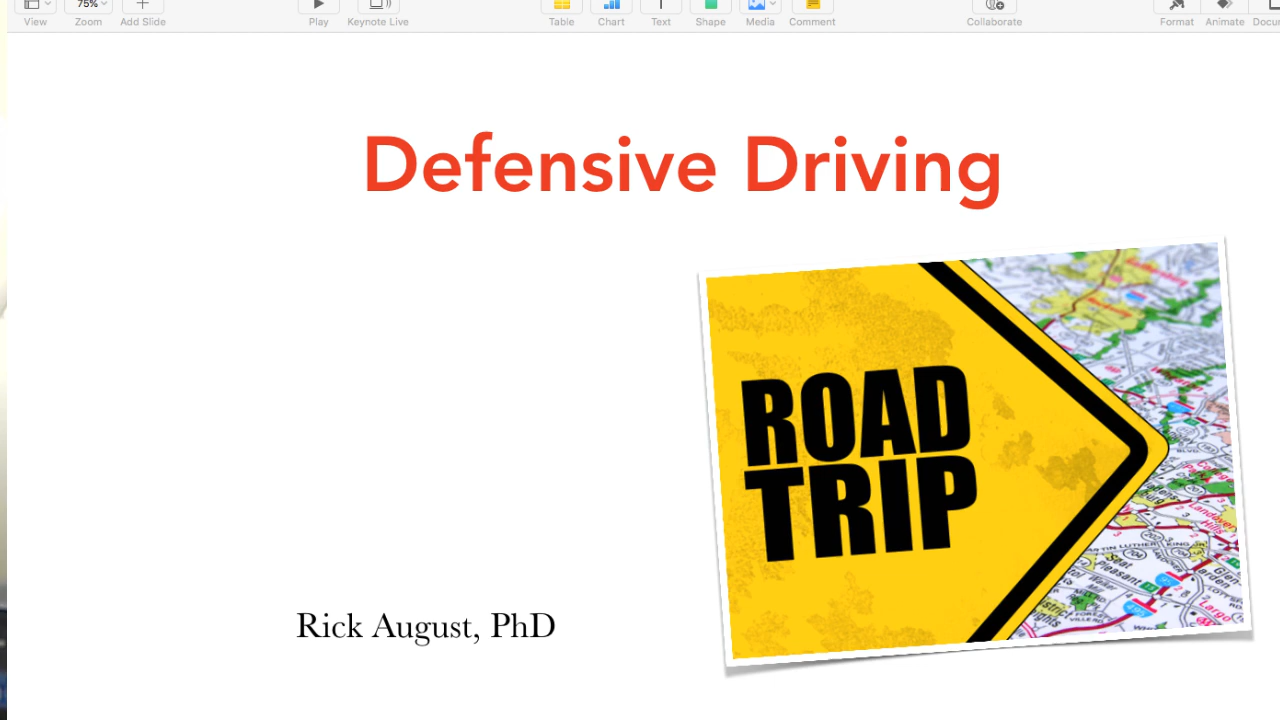 75%
View Zoom Add Slide Play Keynote Live Table Chart Text Shape Media Comment Collaborate Format Animate
Defensive Driving
ROAD
TRIP
Rick August, PhD